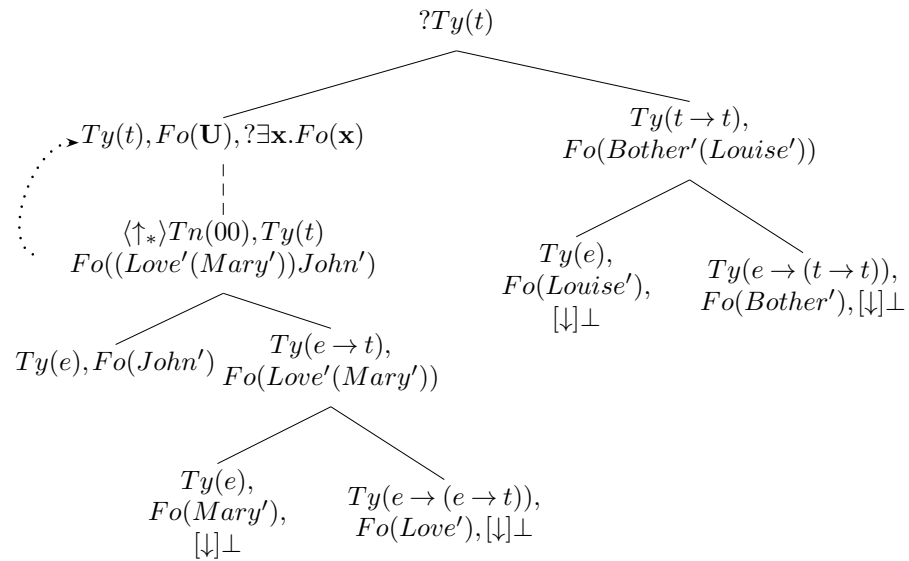 ?Ty(t)
Ty(t), Fo(U), ?∃x.Fo(x)
Ty(t → t),
Fo(Bother′(Louise′))
⟨↑∗⟩Tn(00), Ty(t)
Fo((Love′(Mary′))John′)
Ty(e),
Fo(Louise′),
[↓]⊥
Ty(e → (t → t)),
Fo(Bother′), [↓]⊥
Ty(e), Fo(John′)
Ty(e → t),
Fo(Love′(Mary′))
Ty(e),
Fo(Mary′),
[↓]⊥
Ty(e → (e → t)),
Fo(Love′), [↓]⊥